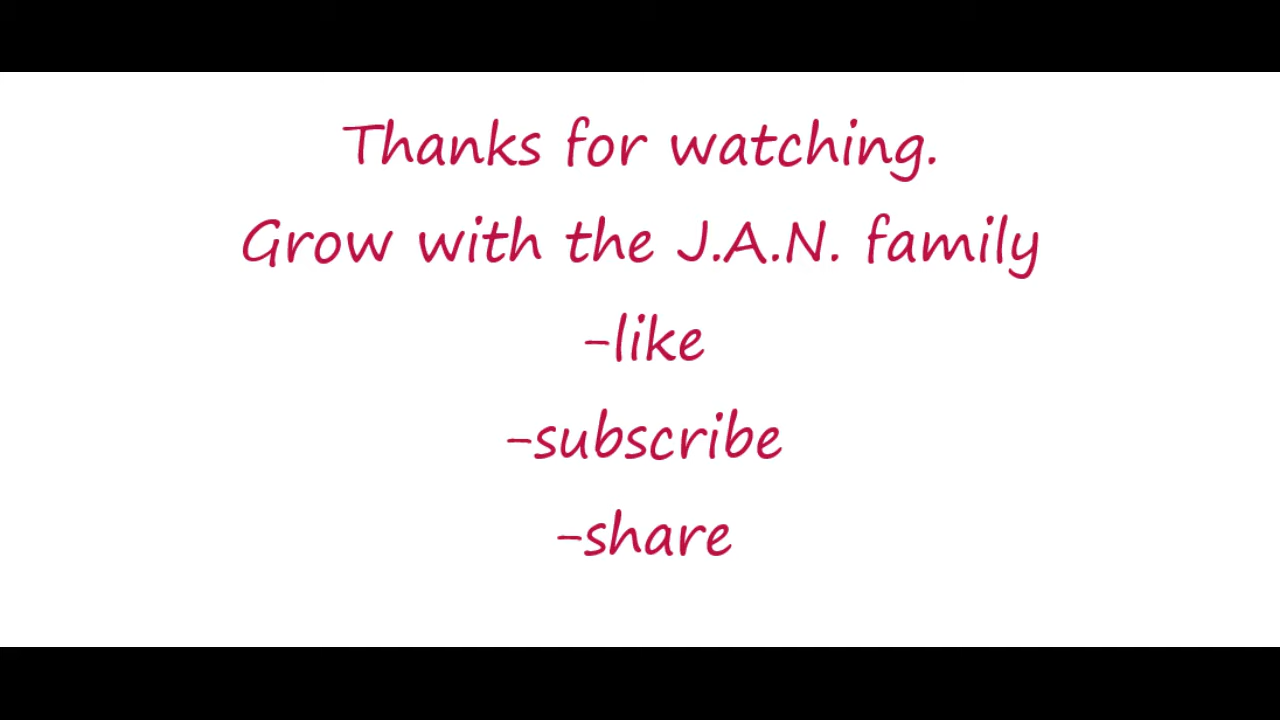 Thanks for watching.
Grow with the J.A.N. family
-like
-subscribe
-share